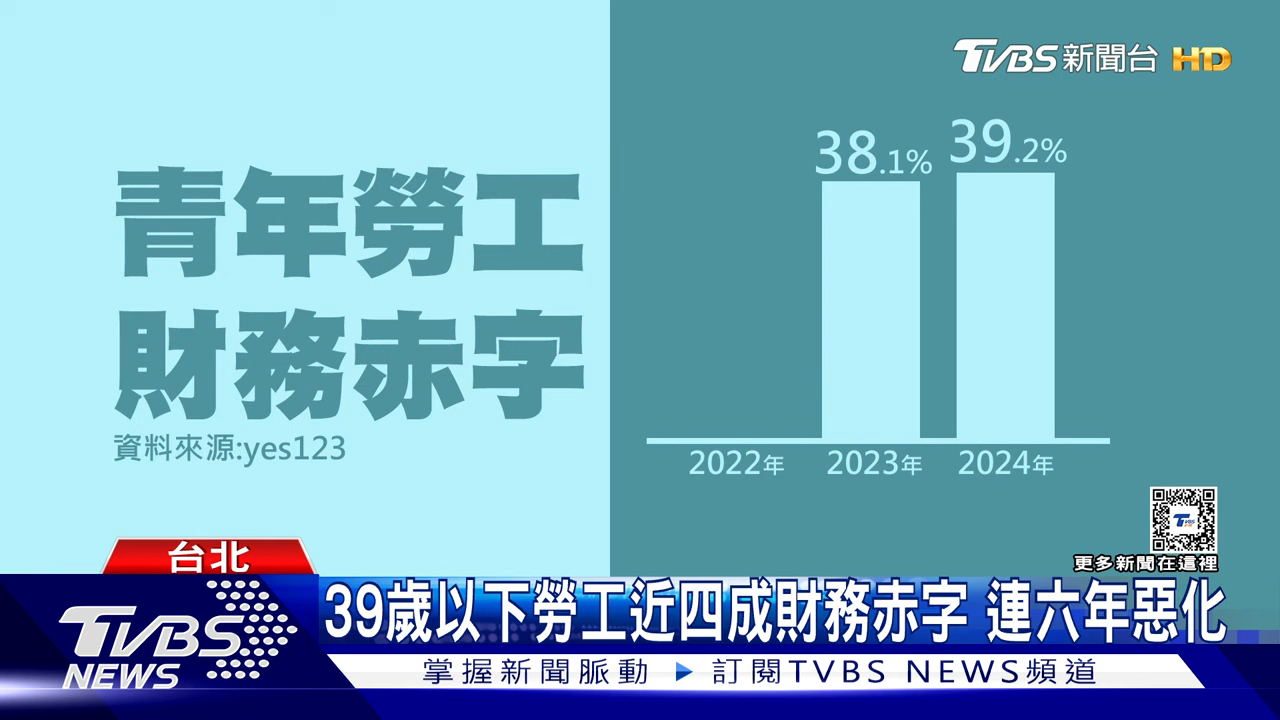 TVBS新聞台 HD
青年勞工
財務赤字
資料來源:yes123
38.1%
39.2%
2022年
2023年
2024年
TVBS
更多新聞在這裡
台北
39歲以下勞工近四成財務赤字 連六年惡化
TVBS
NEWS
掌握新聞脈動 ▶ 訂閱TVBS NEWS頻道